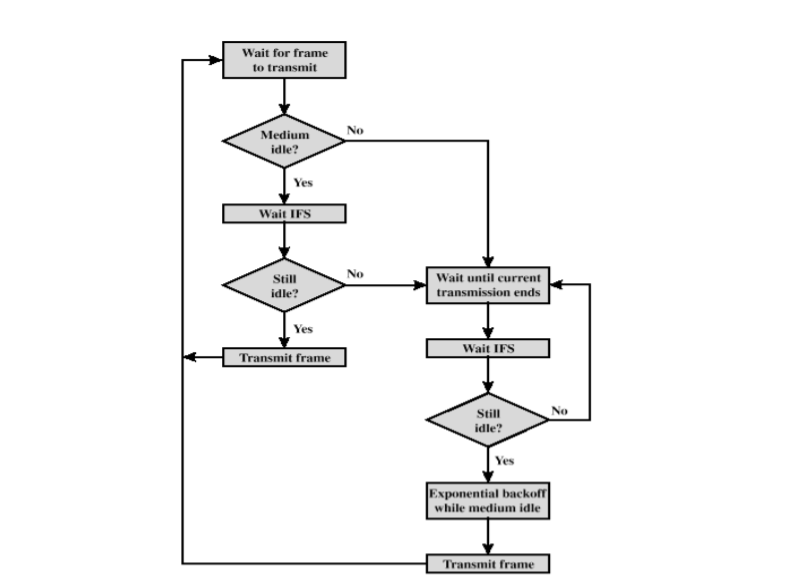 Wait for frame
to transmit
Medium
idle?
No
Yes
Wait IFS
Still
idle?
No
Yes
Transmit frame
Wait until current
transmission ends
Wait IFS
Still
idle?
No
Yes
Exponential backoff
while medium idle
Transmit frame